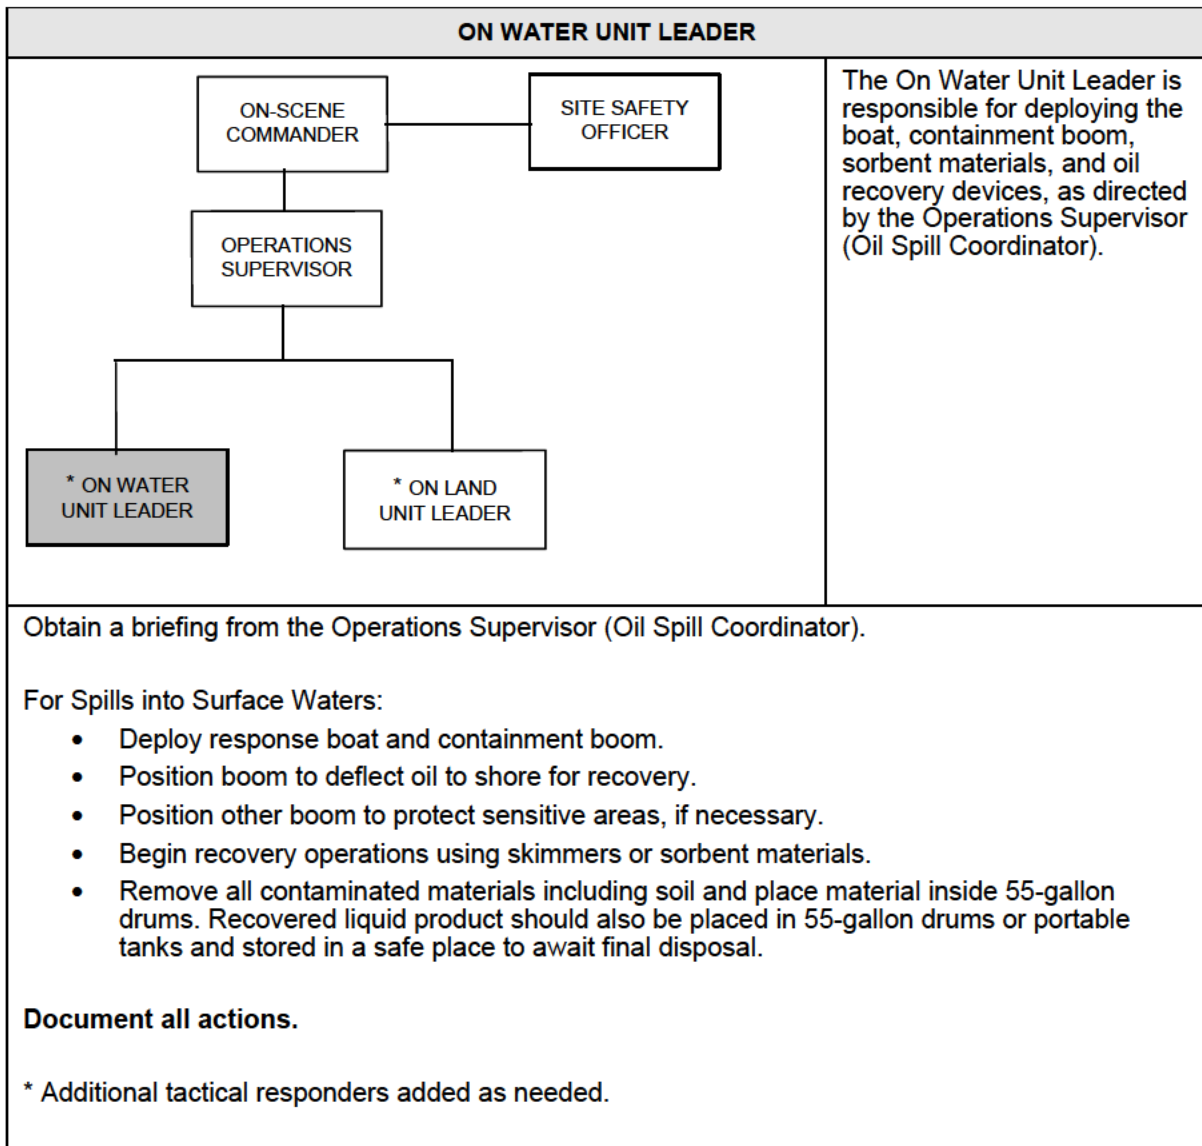 ON WATER UNIT LEADER
ON-SCENE
COMMANDER
SITE SAFETY
OFFICER
OPERATIONS
SUPERVISOR
* ON WATER
UNIT LEADER
* ON LAND
UNIT LEADER
The On Water Unit Leader is
responsible for deploying the
boat, containment boom,
sorbent materials, and oil
recovery devices, as directed
by the Operations Supervisor
(Oil Spill Coordinator).
Obtain a briefing from the Operations Supervisor (Oil Spill Coordinator).
For Spills into Surface Waters:
• Deploy response boat and containment boom.
• Position boom to deflect oil to shore for recovery.
• Position other boom to protect sensitive areas, if necessary.
• Begin recovery operations using skimmers or sorbent materials.
• Remove all contaminated materials including soil and place material inside 55-gallon
drums. Recovered liquid product should also be placed in 55-gallon drums or portable
tanks and stored in a safe place to await final disposal.
Document all actions.
* Additional tactical responders added as needed.